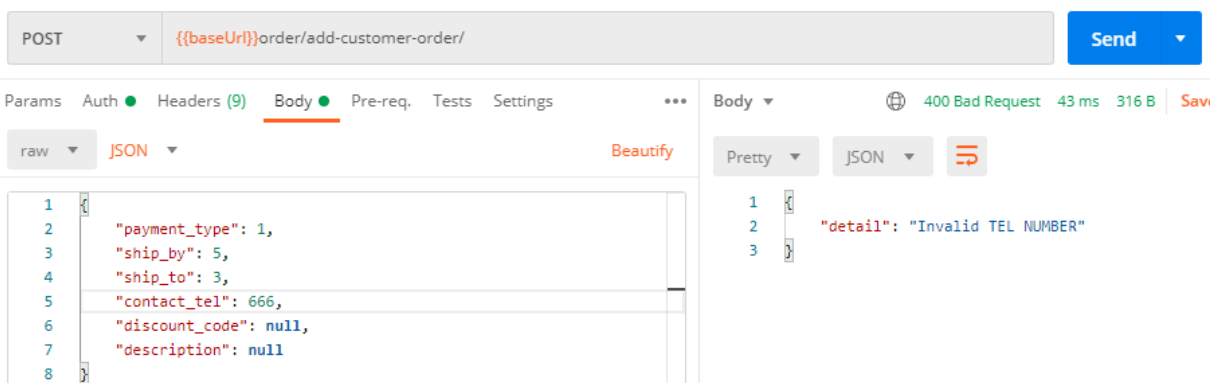 POST {{baseUrl}}order/add-customer-order/ Send
Params Auth Headers (9) Body Pre-req. Tests Settings
raw JSON Beautify
1 {
2 "payment_type": 1,
3 "ship_by": 5,
4 "ship_to": 3,
5 "contact_tel": 666,
6 "discount_code": null,
7 "description": null
8 }
Body 400 Bad Request 43 ms 316 B Save
Pretty JSON
1 {
2 "detail": "Invalid TEL NUMBER"
3 }